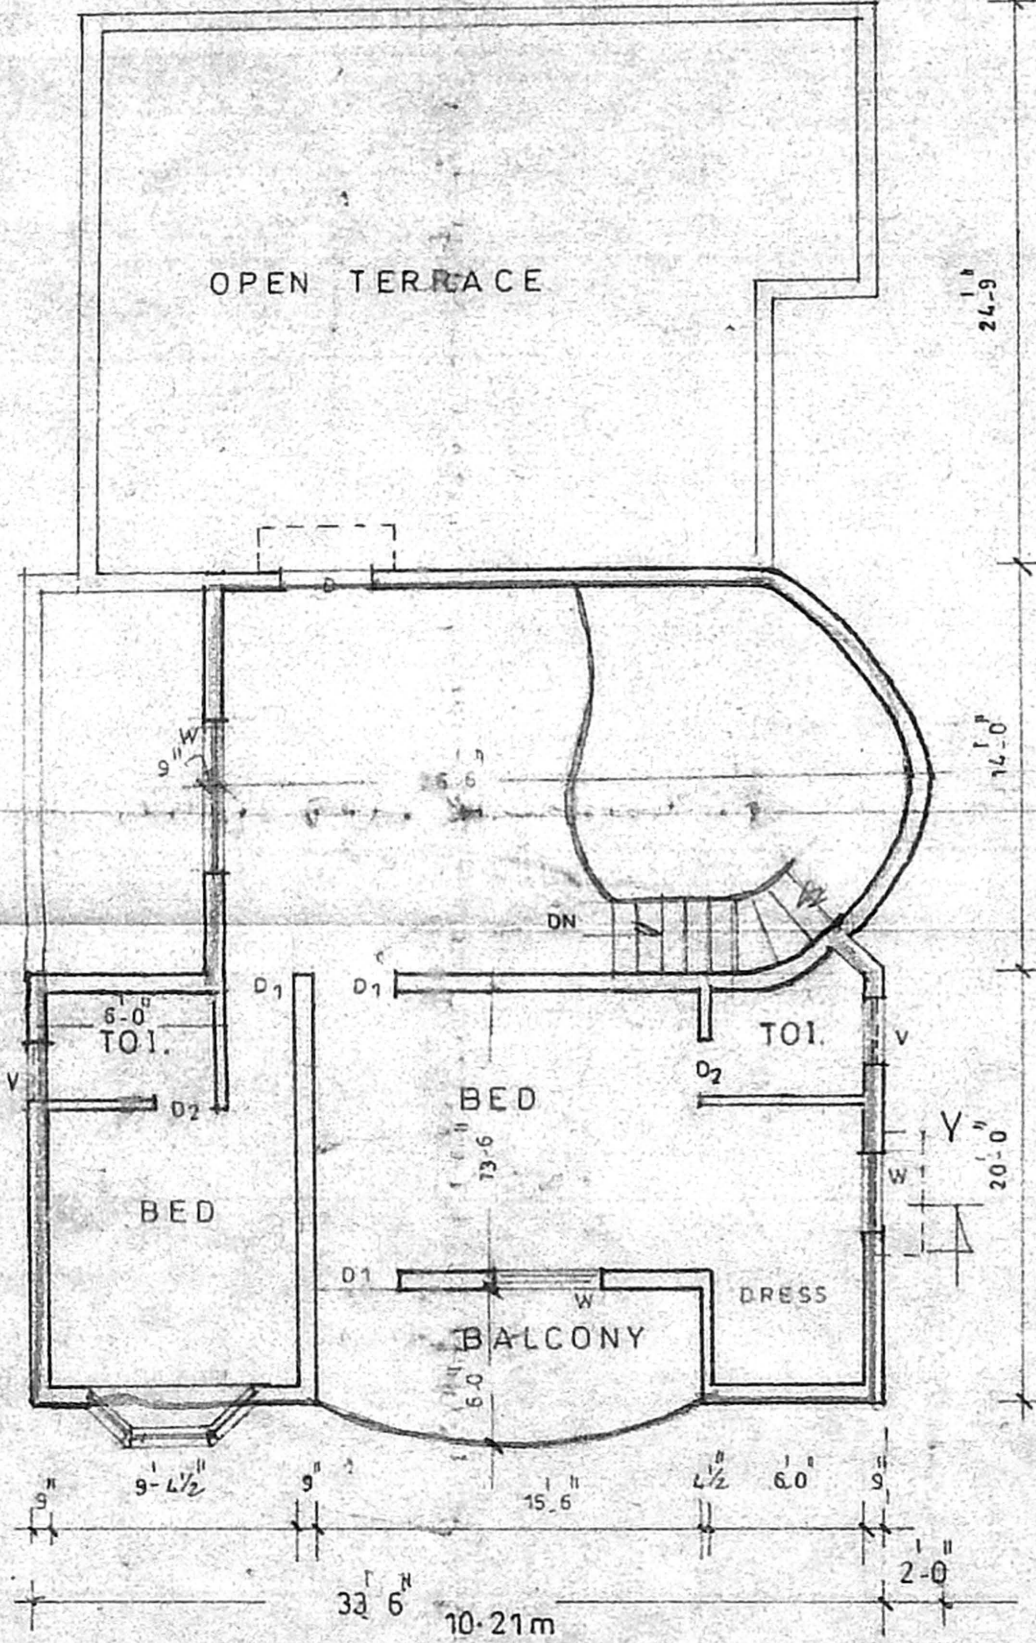 OPEN TERRACE
24'-9"
D
W
9"
14'-0"
DN
D1
D1
6'-0"
TOI.
TOI.
V
V
D2
D2
BED
13'-6"
Y
20'-0"
W
BED
D1
W
DRESS
BALCONY
6'-0"
9"
9'-4½"
9"
15'-6"
4½"
6'0"
9"
2'-0"
33'6"
10.21m